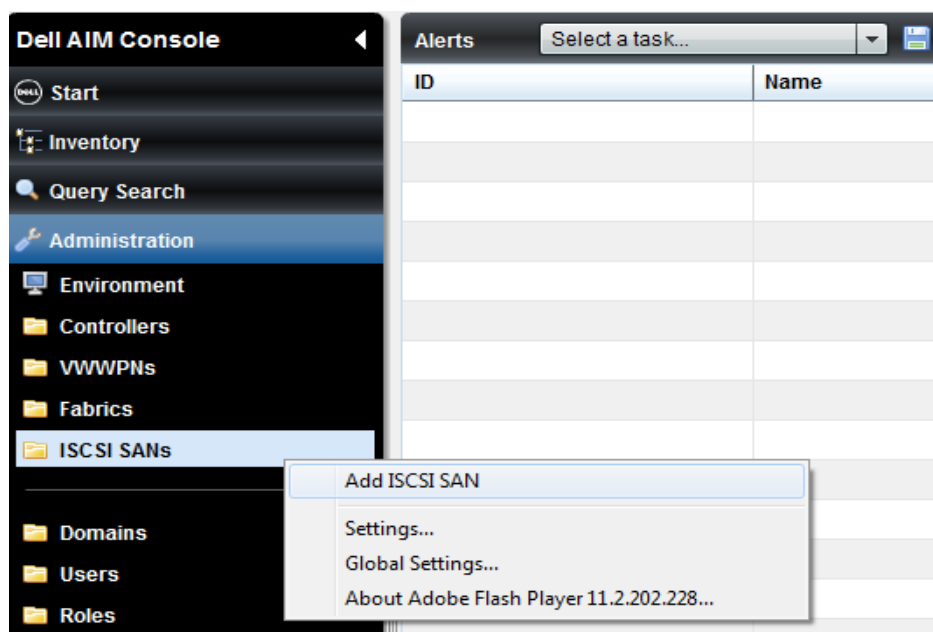 Dell AIM Console
Start
Inventory
Query Search
Administration
Environment
Controllers
VWWPNs
Fabrics
ISCSI SANs
Domains
Users
Roles
Alerts
Select a task...
ID
Name
Add ISCSI SAN
Settings...
Global Settings...
About Adobe Flash Player 11.2.202.228...